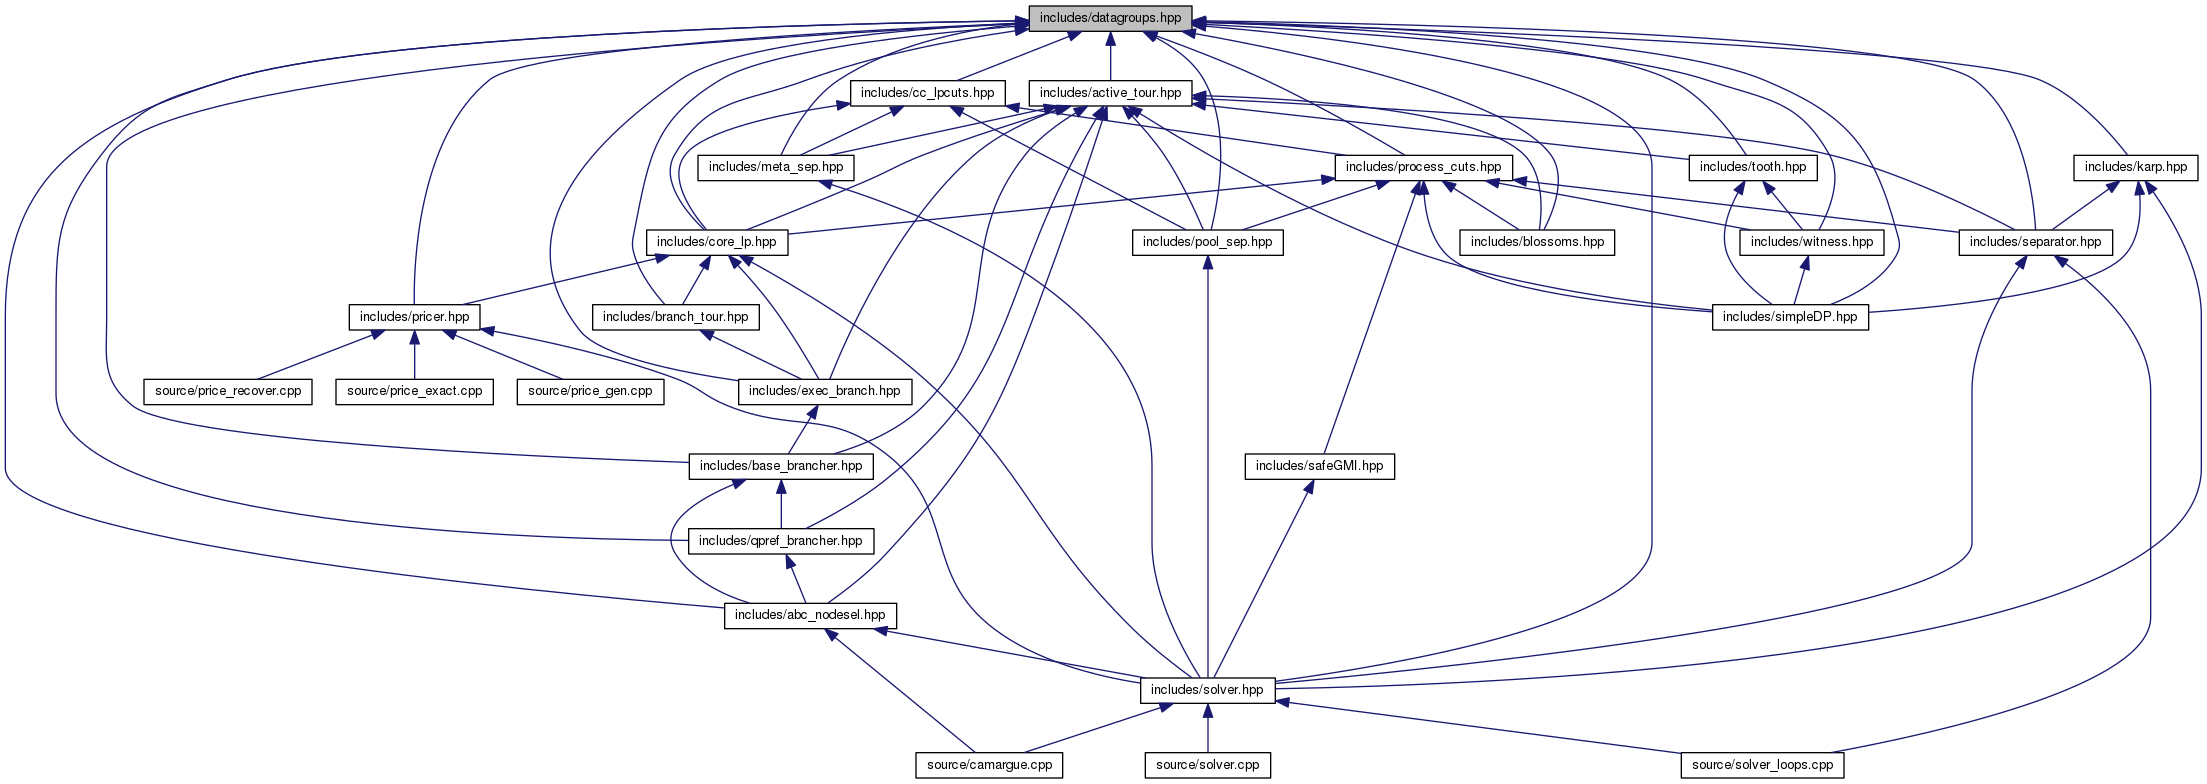 includes/datagroups.hpp
includes/cc_lpcuts.hpp
includes/active_tour.hpp
includes/meta_sep.hpp
includes/process_cuts.hpp
includes/tooth.hpp
includes/karp.hpp
includes/core_lp.hpp
includes/pool_sep.hpp
includes/blossoms.hpp
includes/witness.hpp
includes/separator.hpp
includes/pricer.hpp
includes/branch_tour.hpp
includes/simpleDP.hpp
source/price_recover.cpp
source/price_exact.cpp
source/price_gen.cpp
includes/exec_branch.hpp
includes/base_brancher.hpp
includes/safeGMI.hpp
includes/qpref_brancher.hpp
includes/abc_nodesel.hpp
includes/solver.hpp
source/camargue.cpp
source/solver.cpp
source/solver_loops.cpp